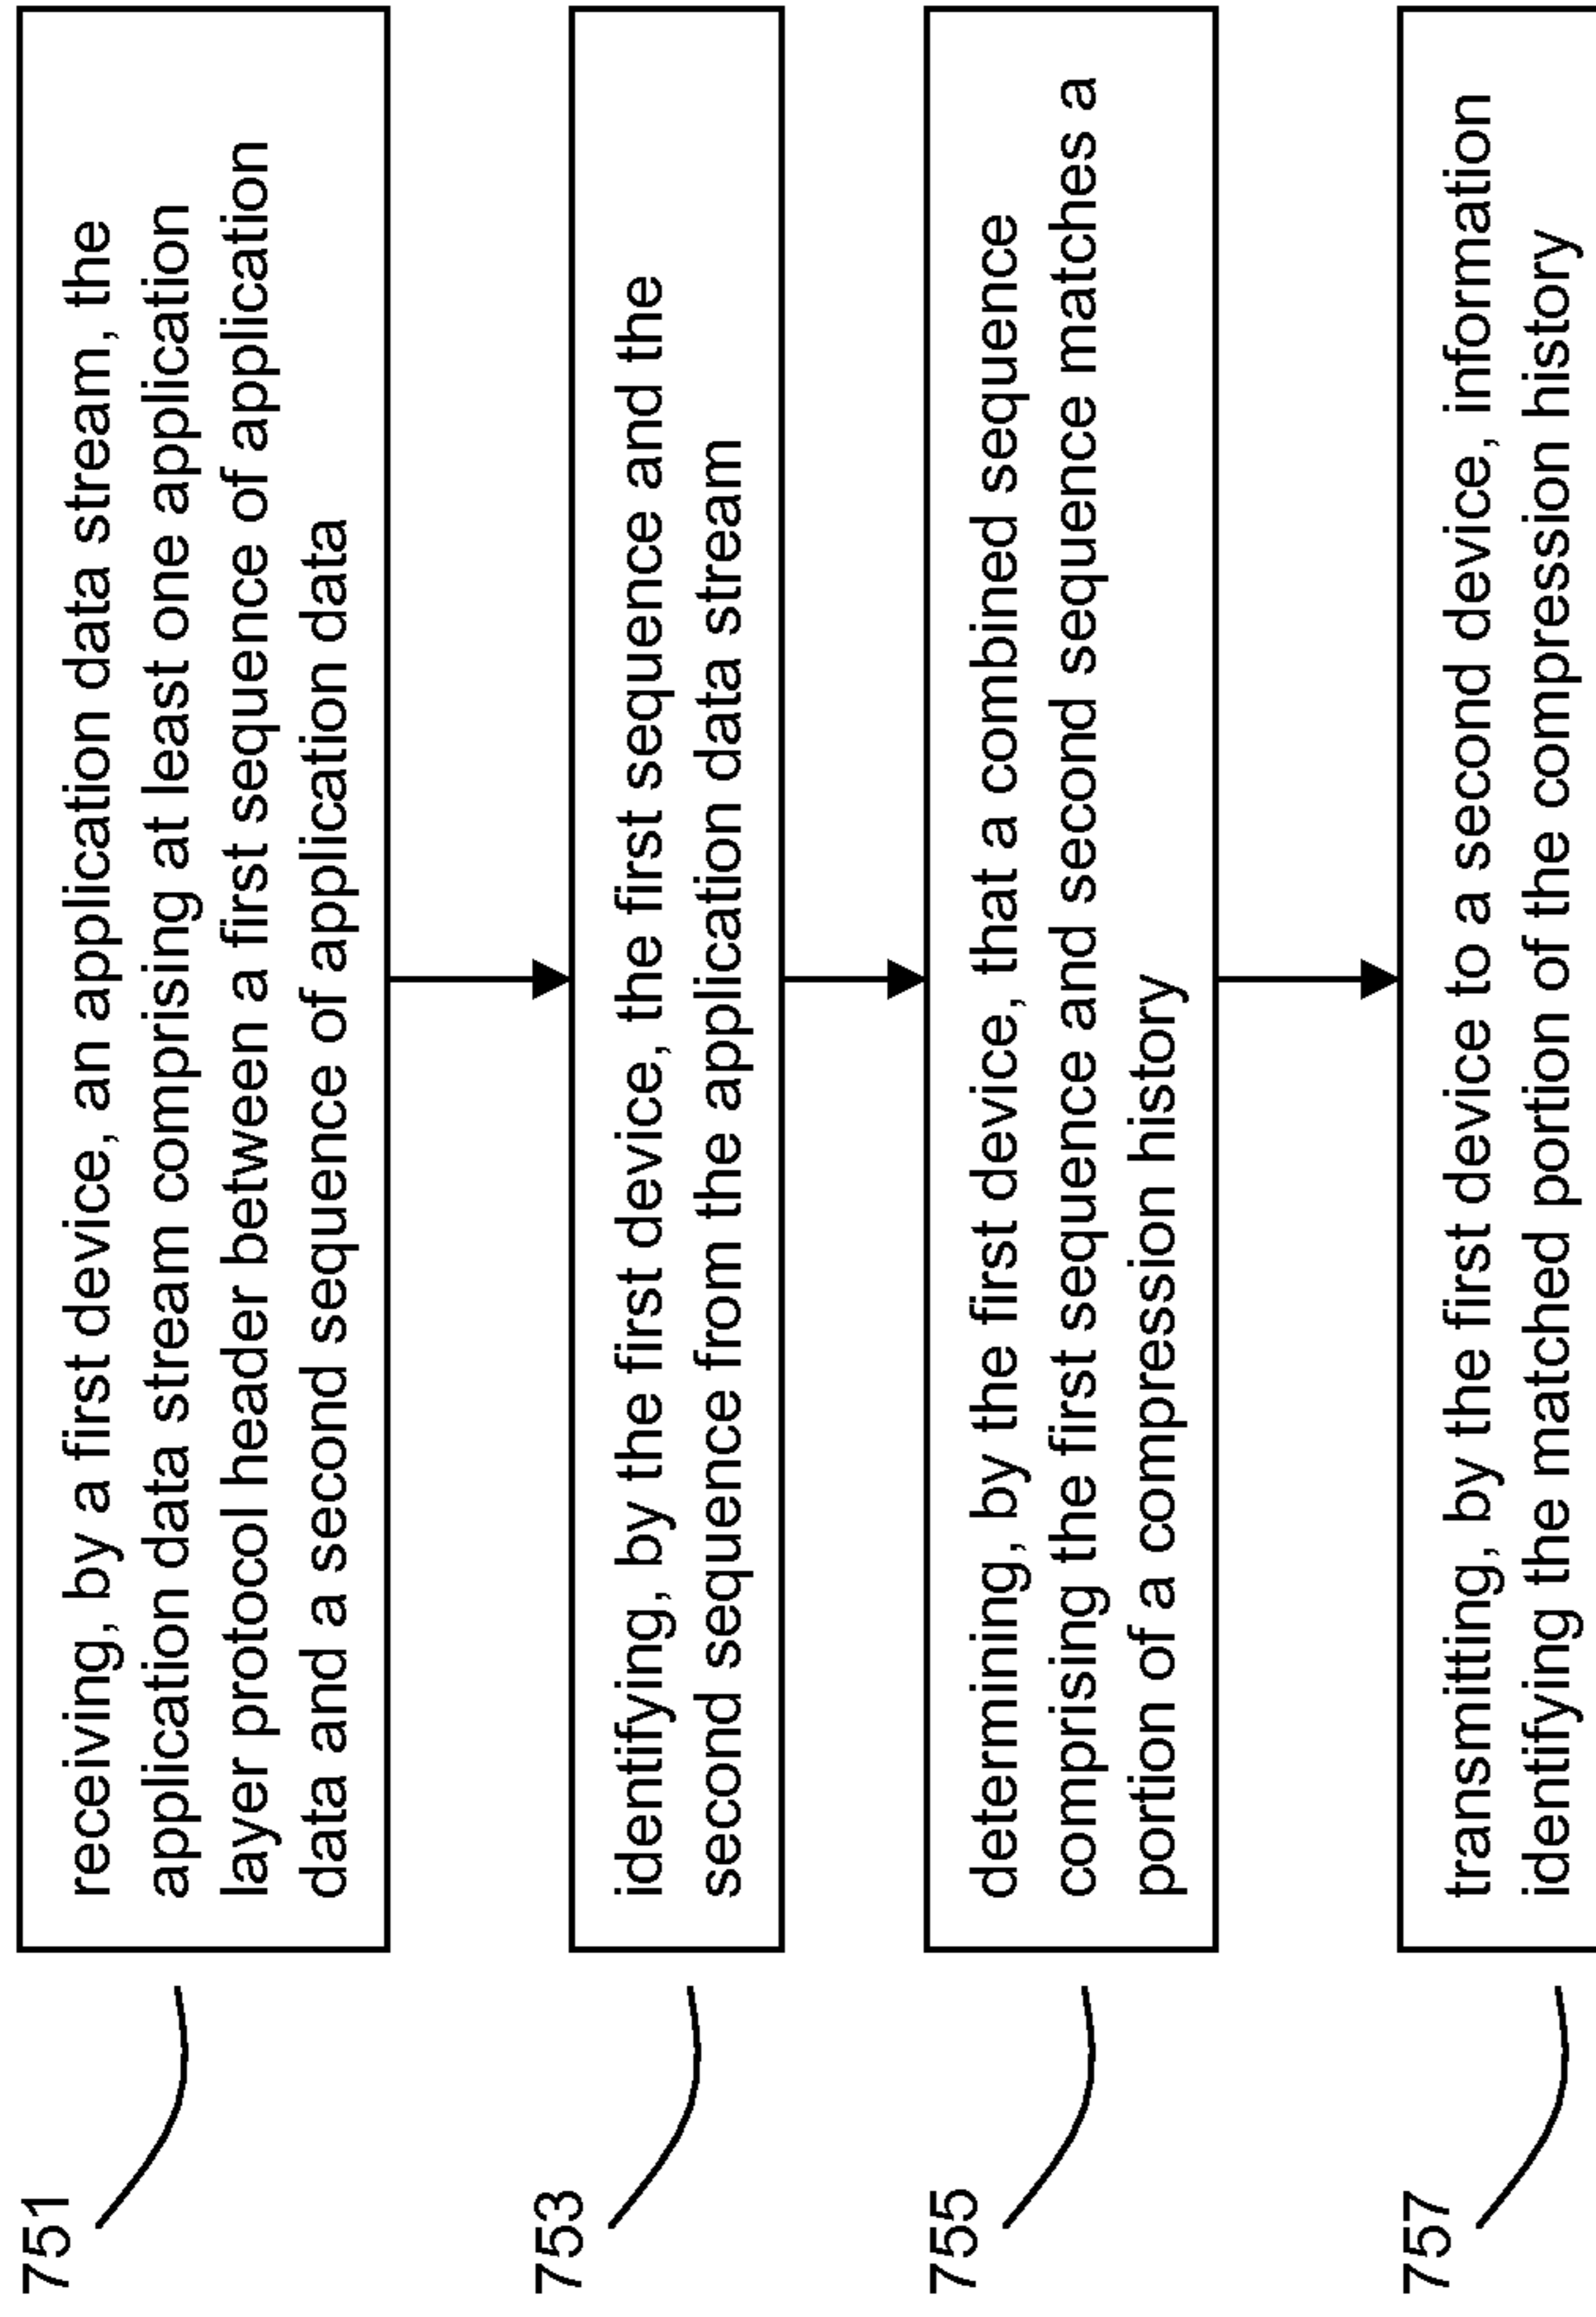 751
receiving, by a first device, an application data stream, the
application data stream comprising at least one application
layer protocol header between a first sequence of application
data and a second sequence of application data
753
identifying, by the first device, the first sequence and the
second sequence from the application data stream
755
determining, by the first device, that a combined sequence
comprising the first sequence and second sequence matches a
portion of a compression history
757
transmitting, by the first device to a second device, information
identifying the matched portion of the compression history